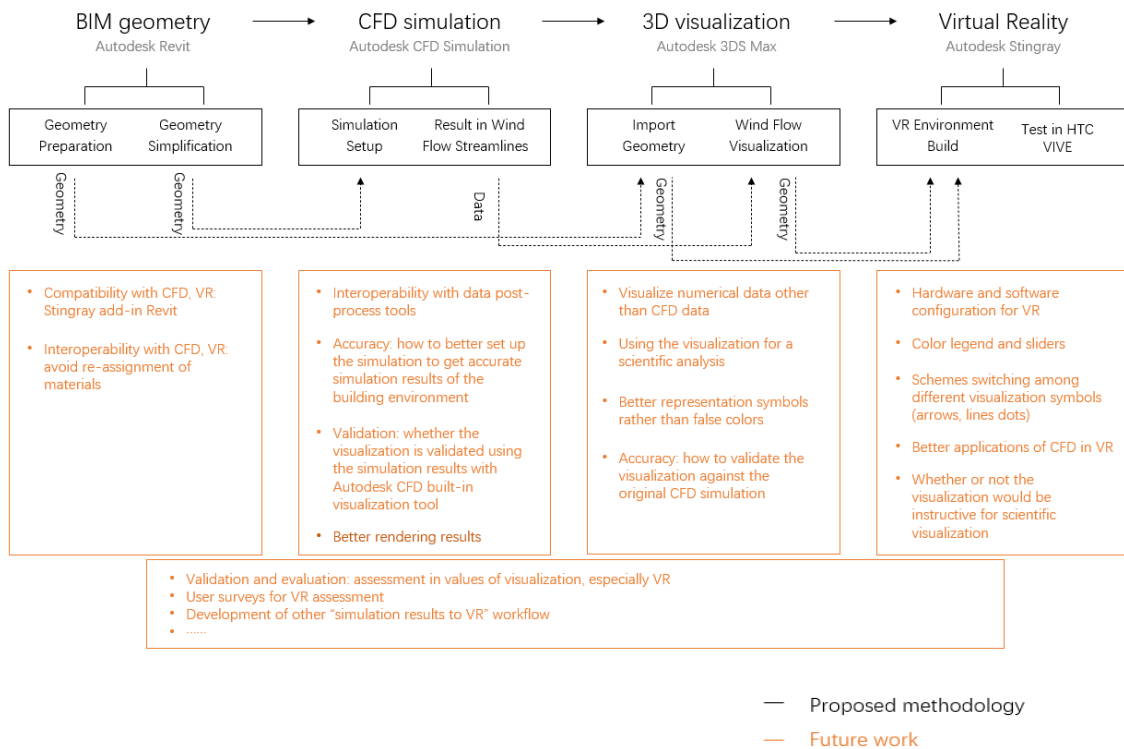 BIM geometry
Autodesk Revit
CFD simulation
Autodesk CFD Simulation
3D visualization
Autodesk 3DS Max
Virtual Reality
Autodesk Stingray
Geometry
Preparation
Geometry
Simplification
Simulation
Setup
Result in Wind
Flow Streamlines
Import
Geometry
Wind Flow
Visualization
VR Environment
Build
Test in HTC
VIVE
Geometry
Geometry
Data
Geometry
Geometry
• Compatibility with CFD, VR:
Stingray add-in Revit
• Interoperability with CFD, VR:
avoid re-assignment of
materials
• Interoperability with data post-
process tools
• Accuracy: how to better set up
the simulation to get accurate
simulation results of the
building environment
• Validation: whether the
visualization is validated using
the simulation results with
Autodesk CFD built-in
visualization tool
• Better rendering results
• Visualize numerical data other
than CFD data
• Using the visualization for a
scientific analysis
• Better representation symbols
rather than false colors
• Accuracy: how to validate the
visualization against the
original CFD simulation
• Hardware and software
configuration for VR
• Color legend and sliders
• Schemes switching among
different visualization symbols
(arrows, lines dots)
• Better applications of CFD in VR
• Whether or not the
visualization would be
instructive for scientific
visualization
• Validation and evaluation: assessment in values of visualization, especially VR
• User surveys for VR assessment
• Development of other “simulation results to VR” workflow
• ······
Proposed methodology
Future work